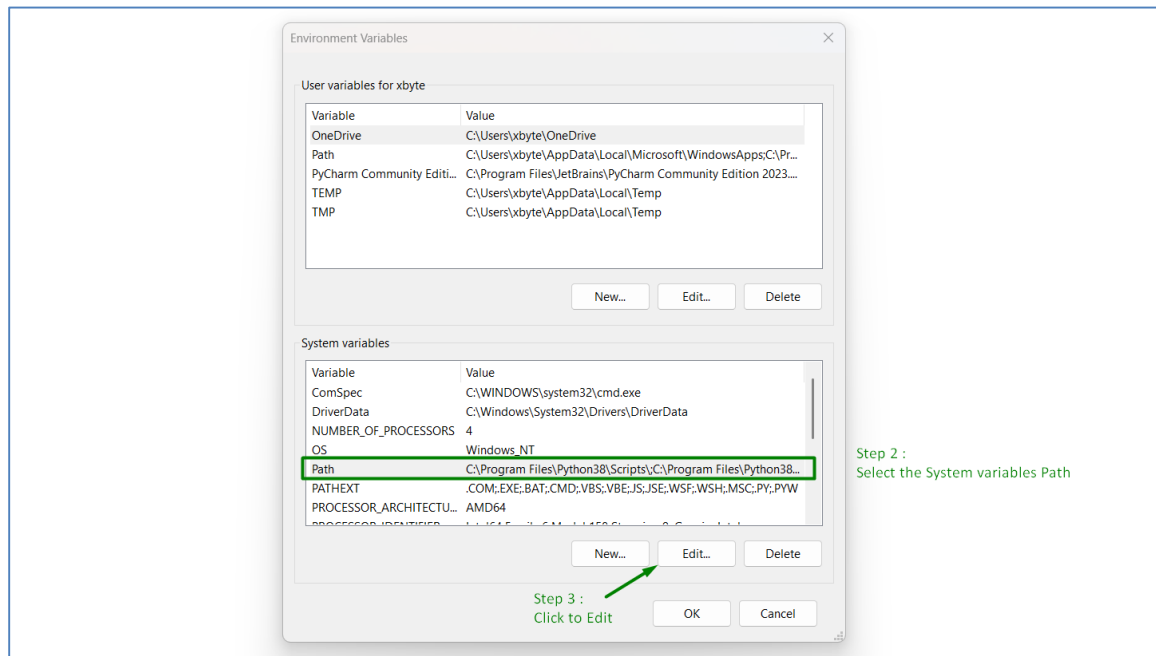 Environment Variables
User variables for xbyte
Variable Value
OneDrive C:\Users\xbyte\OneDrive
Path C:\Users\xbyte\AppData\Local\Microsoft\WindowsApps;C:\Pr...
PyCharm Community Editi... C:\Program Files\JetBrains\PyCharm Community Edition 2023....
TEMP C:\Users\xbyte\AppData\Local\Temp
TMP C:\Users\xbyte\AppData\Local\Temp
New... Edit... Delete
System variables
Variable Value
ComSpec C:\WINDOWS\system32\cmd.exe
DriverData C:\Windows\System32\Drivers\DriverData
NUMBER_OF_PROCESSORS 4
OS Windows_NT
Path C:\Program Files\Python38\Scripts\;C:\Program Files\Python38...
Step 2 :
Select the System variables Path
PATHEXT .COM;.EXE;.BAT;.CMD;.VBS;.VBE;.JS;.JSE;.WSF;.WSH;.MSC;.PY;.PYW
PROCESSOR_ARCHITECTU... AMD64
New... Edit... Delete
Step 3 :
Click to Edit
OK Cancel